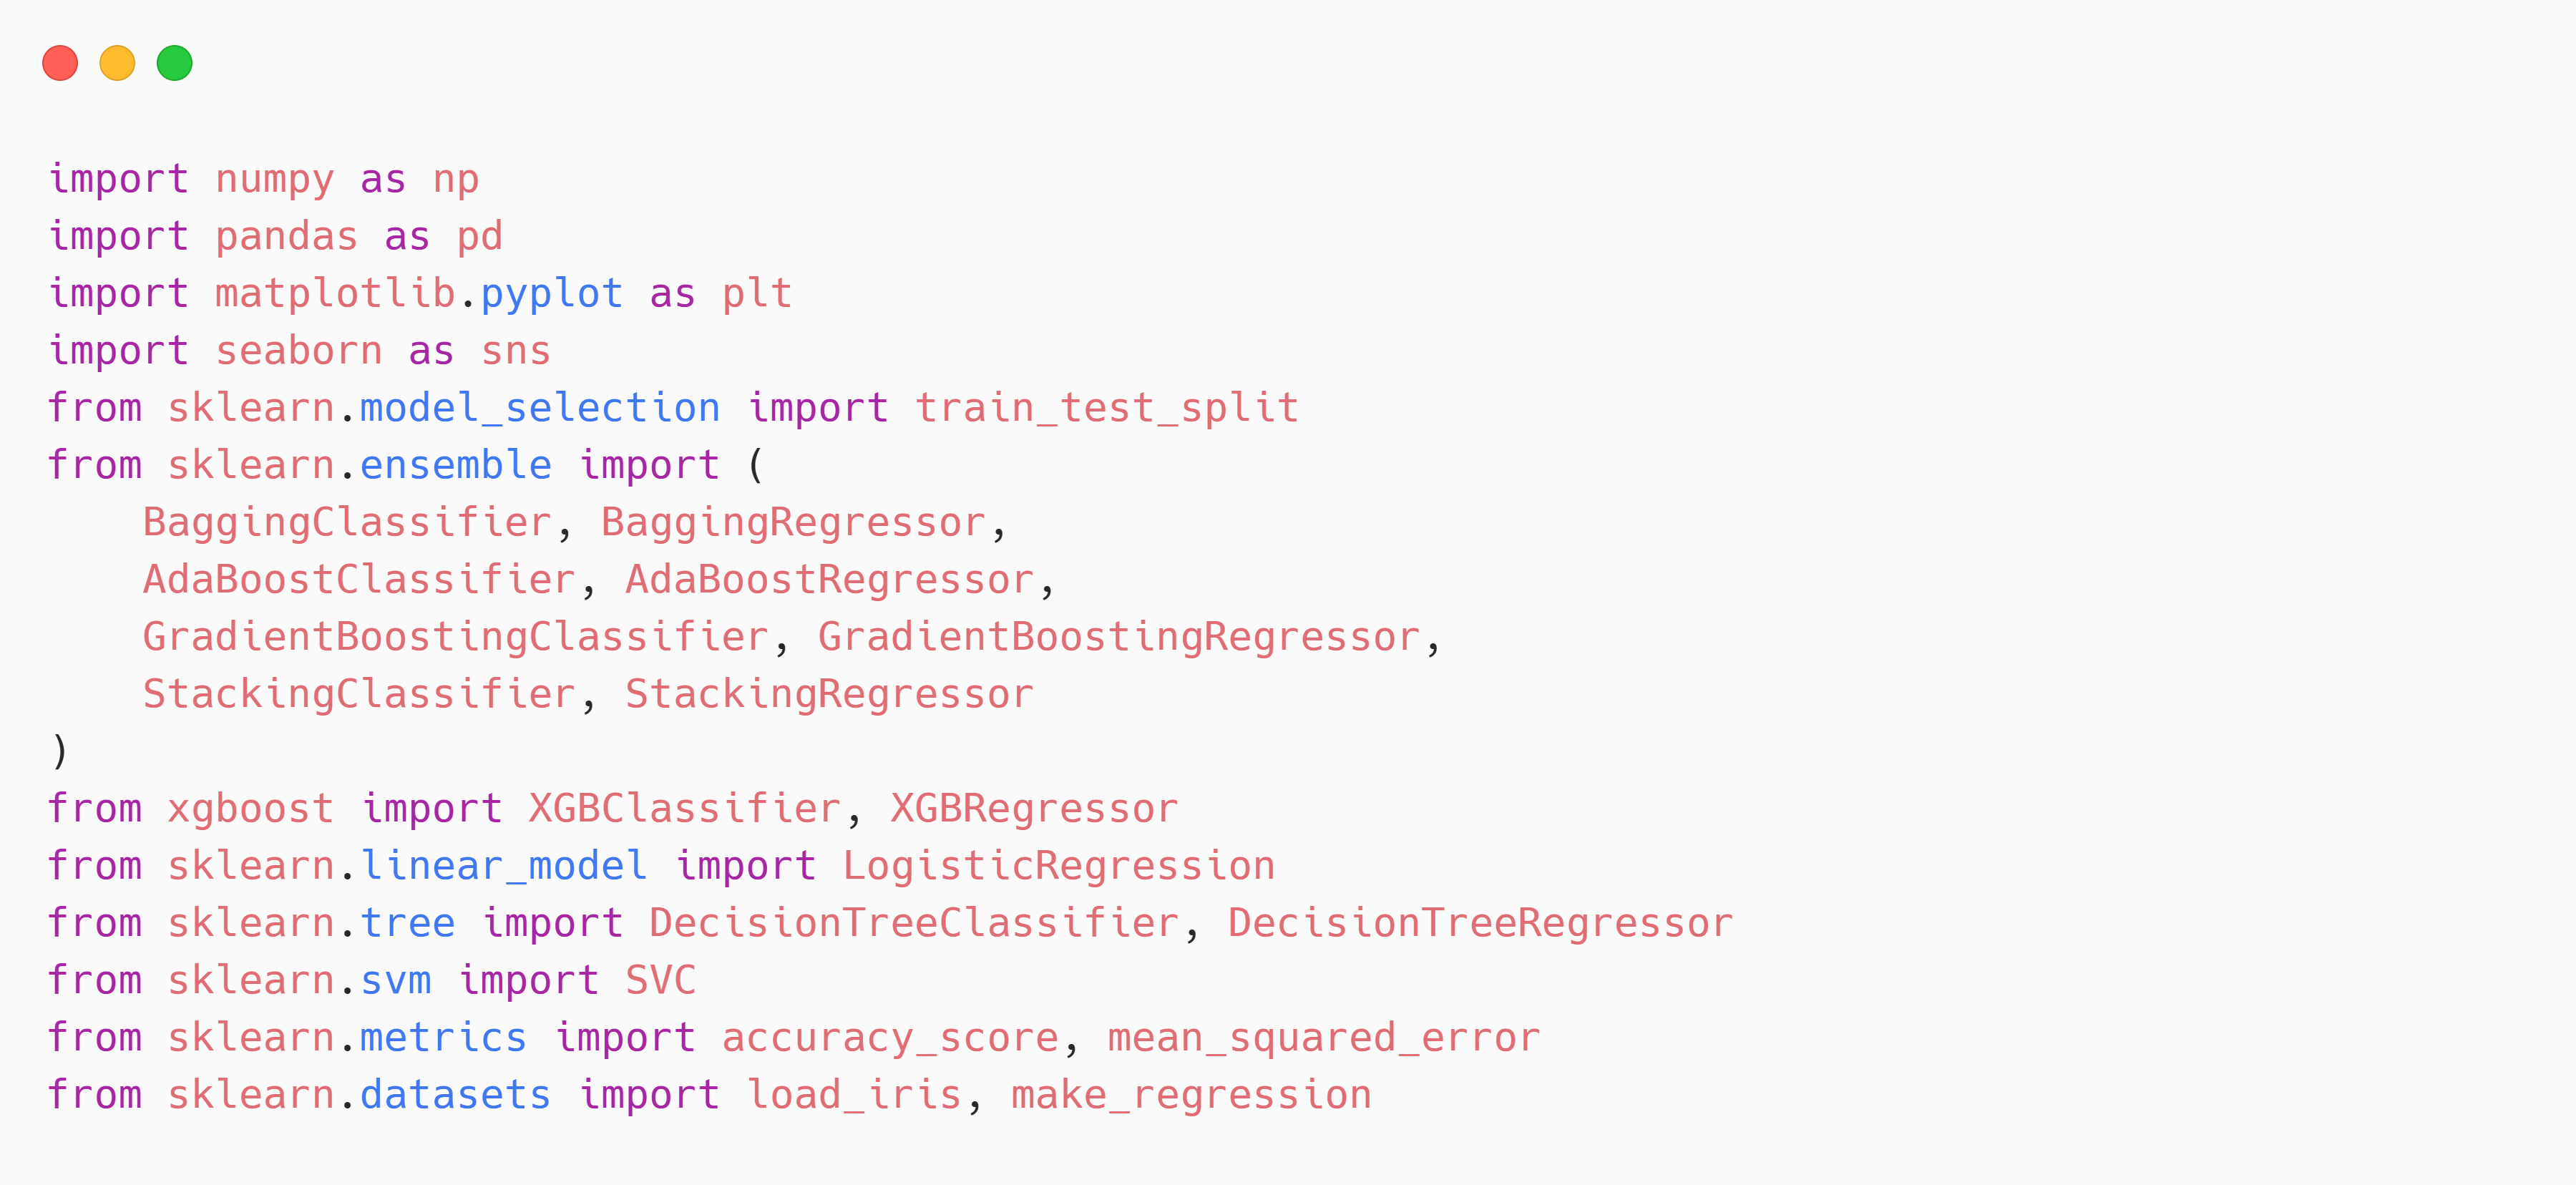 import numpy as np
import pandas as pd
import matplotlib.pyplot as plt
import seaborn as sns
from sklearn.model_selection import train_test_split
from sklearn.ensemble import (
    BaggingClassifier, BaggingRegressor,
    AdaBoostClassifier, AdaBoostRegressor,
    GradientBoostingClassifier, GradientBoostingRegressor,
    StackingClassifier, StackingRegressor
)
from xgboost import XGBClassifier, XGBRegressor
from sklearn.linear_model import LogisticRegression
from sklearn.tree import DecisionTreeClassifier, DecisionTreeRegressor
from sklearn.svm import SVC
from sklearn.metrics import accuracy_score, mean_squared_error
from sklearn.datasets import load_iris, make_regression